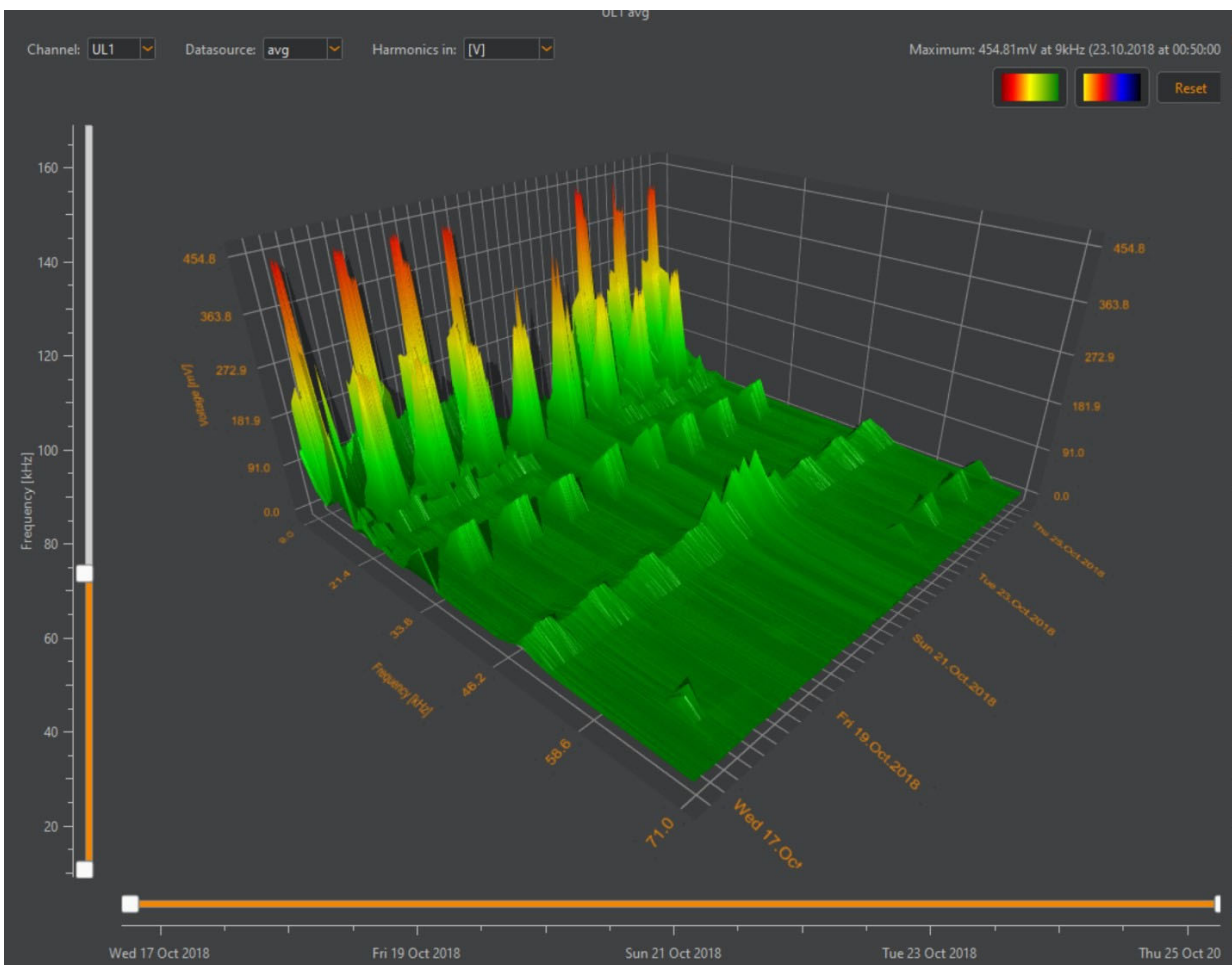 UL1 avg
Channel: UL1 Datasource: avg Harmonics in: [V] Maximum: 454.81mV at 9kHz (23.10.2018 at 00:50:00
Reset
160
140
120
100
80
60
40
20
Frequency [kHz]
454.8
363.8
272.9
181.9
91.0
0.0
Voltage [mV]
454.8
363.8
272.9
181.9
91.0
0.0
9.0
21.4
33.8
46.2
58.6
71.0
Frequency [kHz]
Thu 25.Oct.2018
Tue 23.Oct.2018
Sun 21.Oct.2018
Fri 19.Oct.2018
Wed 17.Oct
Wed 17 Oct 2018 Fri 19 Oct 2018 Sun 21 Oct 2018 Tue 23 Oct 2018 Thu 25 Oct 20